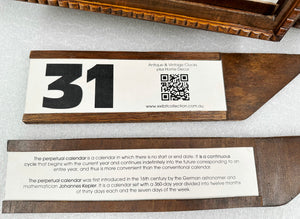 31
Antique & Vintage Clocks
and Home Decor
www.swbcollection.com.au
The perpetual calendar is a calendar in which there is no start or end date. It is a continuous
cycle that begins with the current year and continues indefinitely into the future corresponding to an
entire year, and thus is more convenient than the conventional calendar.
The perpetual calendar was first introduced in the 16th century by the German astronomer and
mathematician Johannes Kepler. It is a calendar set with a 360-day year divided into twelve months
of thirty days each and the seven days of the week.